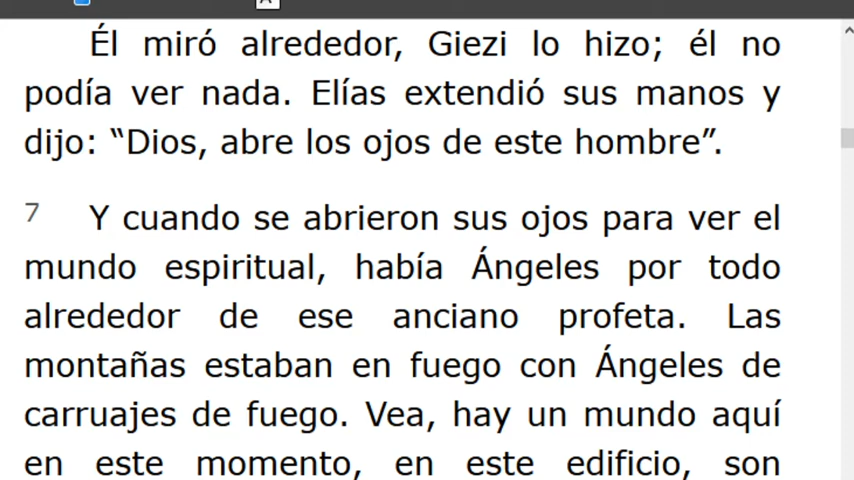 Él miró alrededor, Giezi lo hizo; él no
podía ver nada. Elías extendió sus manos y
dijo: “Dios, abre los ojos de este hombre”.
7 Y cuando se abrieron sus ojos para ver el
mundo espiritual, había Ángeles por todo
alrededor de ese anciano profeta. Las
montañas estaban en fuego con Ángeles de
carruajes de fuego. Vea, hay un mundo aquí
en este momento, en este edificio, son